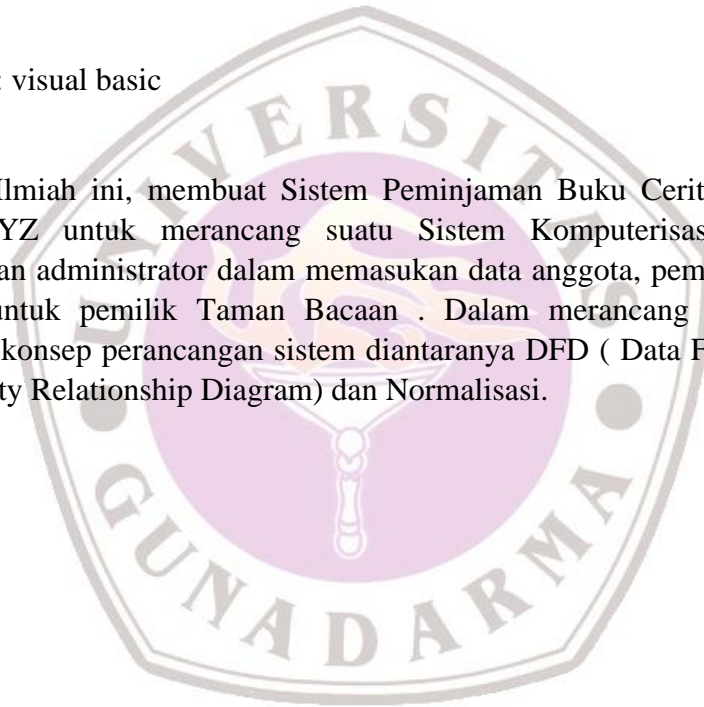 : visual basic
Ilmiah ini, membuat Sistem Peminjaman Buku Cerit
YZ untuk merancang suatu Sistem Komputerisas
an administrator dalam memasukan data anggota, pem
untuk pemilik Taman Bacaan . Dalam merancang
konsep perancangan sistem diantaranya DFD ( Data F
ty Relationship Diagram) dan Normalisasi.
UNIVERSITAS
GUNADARMA